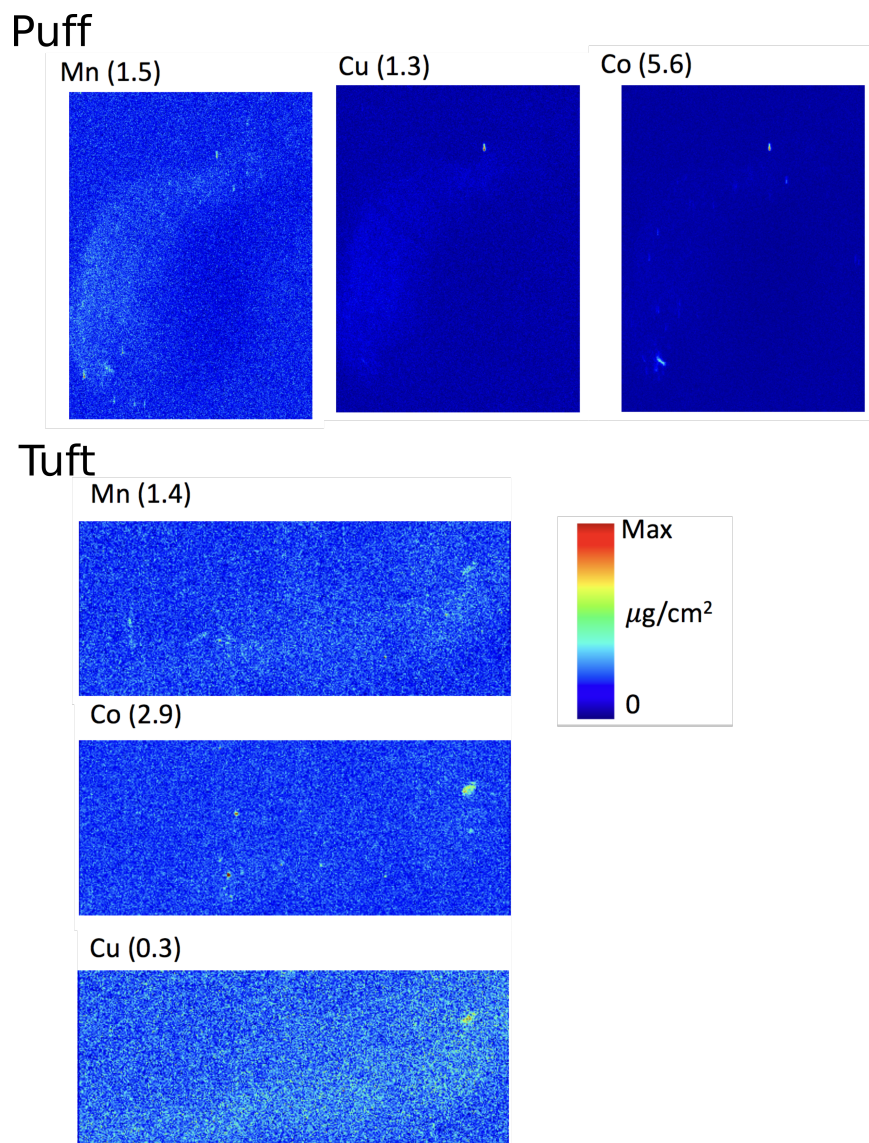 Puff
Mn (1.5)
Cu (1.3)
Co (5.6)
Tuft
Mn (1.4)
Max
µg/cm²
0
Co (2.9)
Cu (0.3)